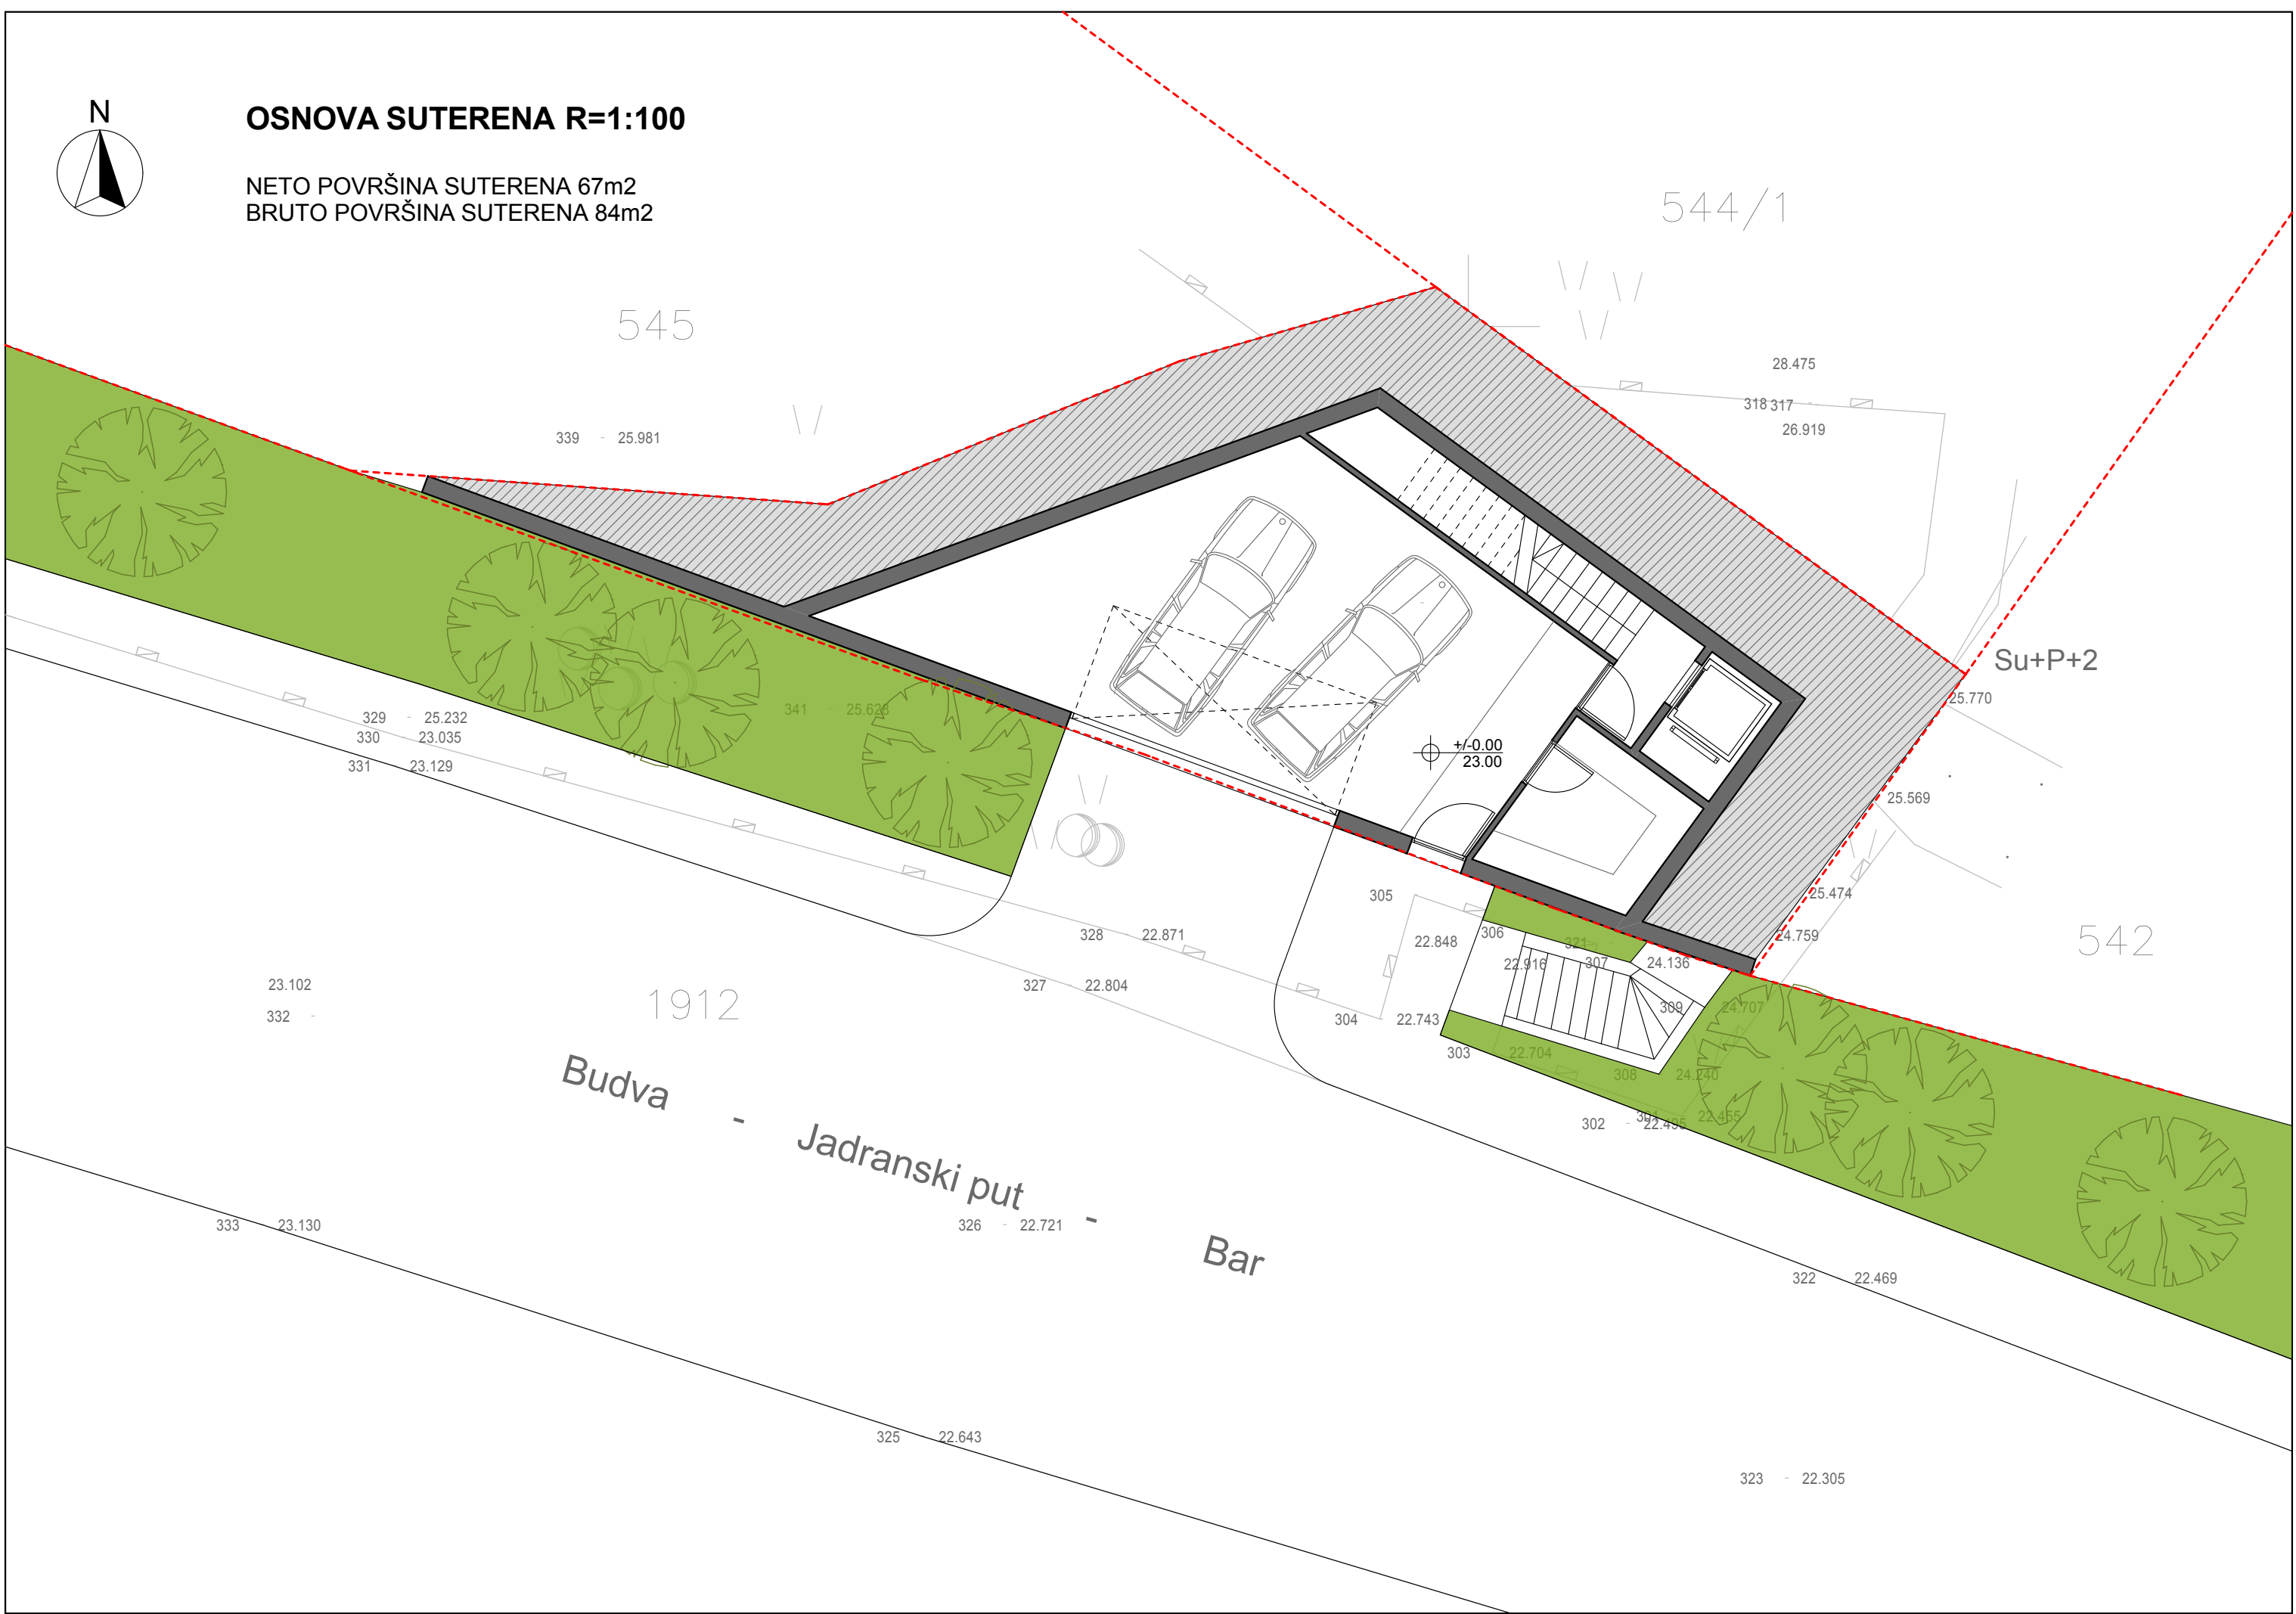 N
OSNOVA SUTERENA R=1:100
NETO POVRŠINA SUTERENA 67m2
BRUTO POVRŠINA SUTERENA 84m2
544/1
545
28.475
318 317 -
26.919
339 - 25.981
Su+P+2
25.770
341 - 25.628
329 - 25.232
330 23.035
331 23.129
+/-0.00
23.00
25.569
25.474
305
306
328 - 22.871
22.848
321 -
24.759
542
22.916
307
24.136
23.102
327 - 22.804
1912
309 24.707
332 -
304 - 22.743
303 22.704
308 24.240
302 - 22.495
301 22.455
Budva - Jadranski put - Bar
333 23.130
326 - 22.721
322 22.469
325 22.643
323 - 22.305